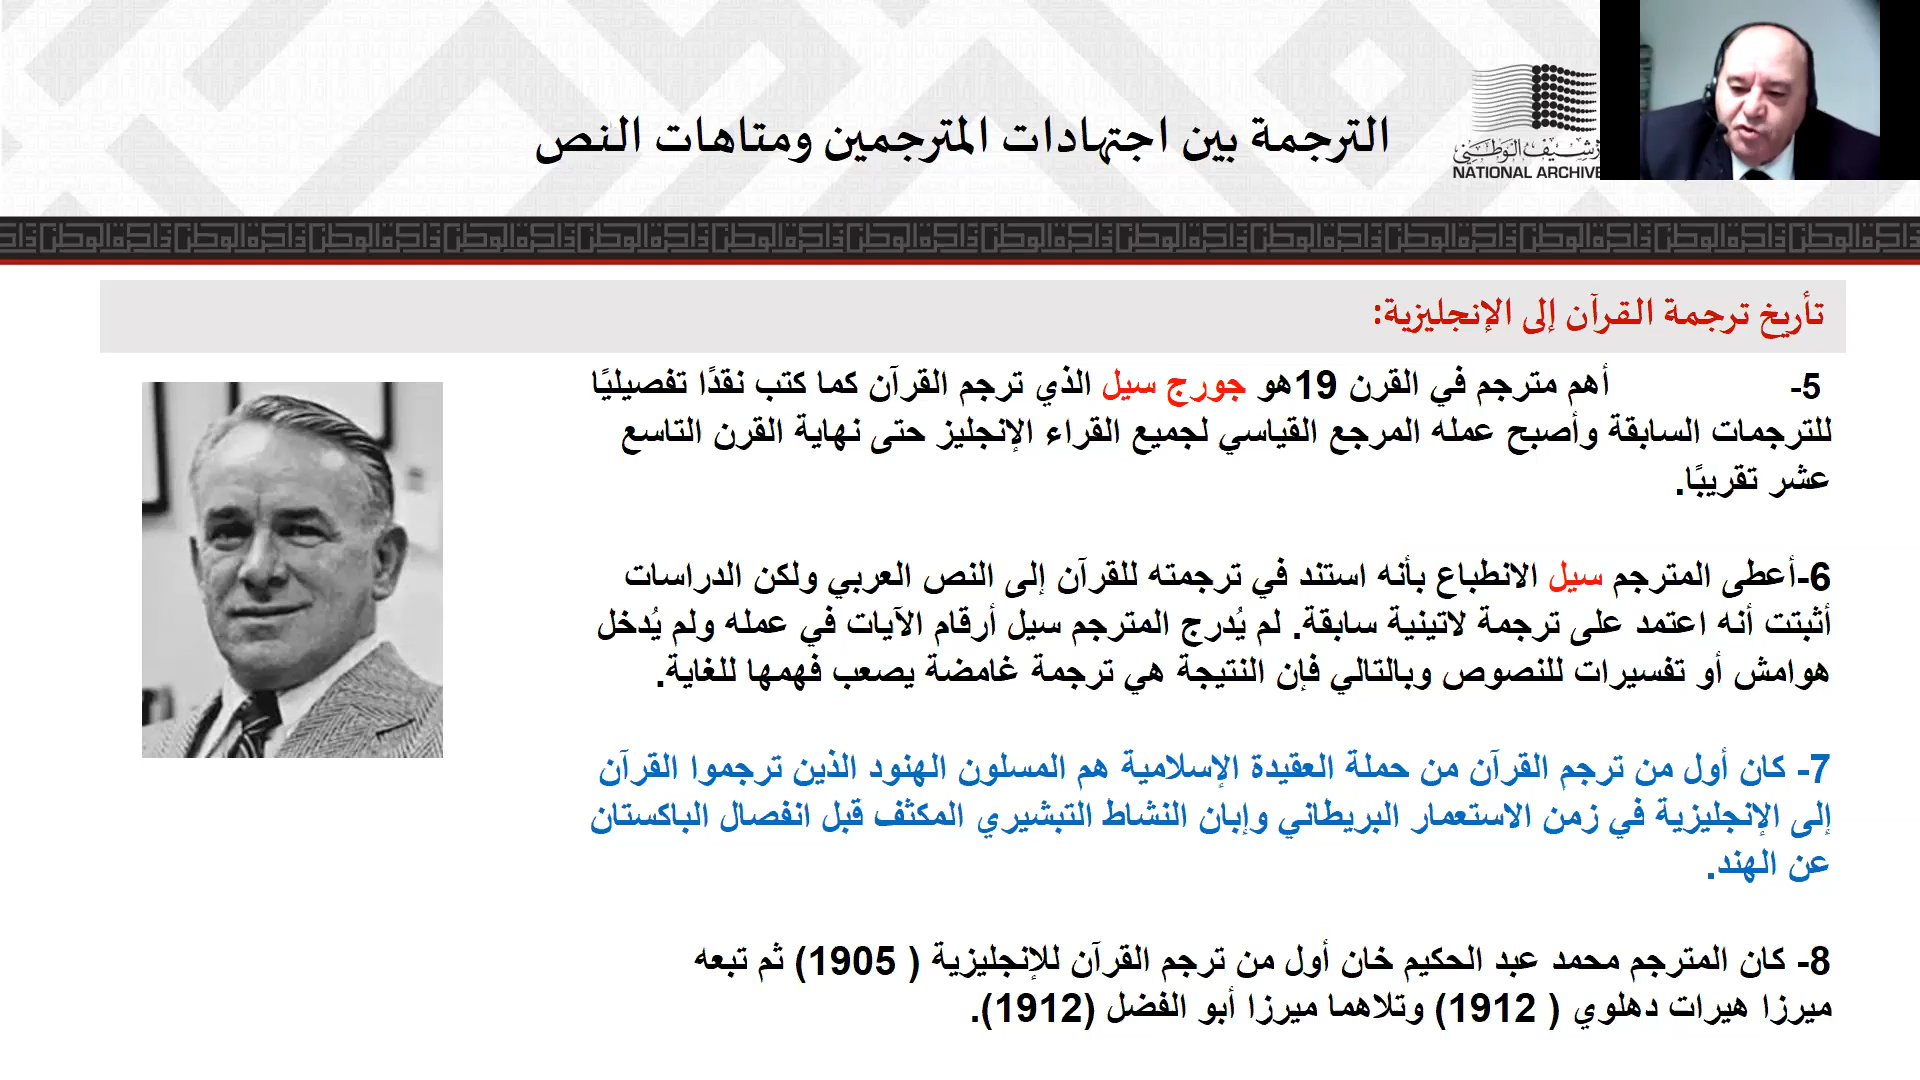 الترجمة بين اجتهادات المترجمين ومتاهات النص
NATIONAL ARCHIVE
تأريخ ترجمة القرآن إلى الإنجليزية:
5- أهم مترجم في القرن 19هو جورج سيل الذي ترجم القرآن كما كتب نقدًا تفصيليًا
للترجمات السابقة وأصبح عمله المرجع القياسي لجميع القراء الإنجليز حتى نهاية القرن التاسع
عشر تقريبًا.
6-أعطى المترجم سيل الانطباع بأنه استند في ترجمته للقرآن إلى النص العربي ولكن الدراسات
أثبتت أنه اعتمد على ترجمة لاتينية سابقة. لم يُدرج المترجم سيل أرقام الآيات في عمله ولم يُدخل
هوامش أو تفسيرات للنصوص وبالتالي فإن النتيجة هي ترجمة غامضة يصعب فهمها للغاية.
7- كان أول من ترجم القرآن من حملة العقيدة الإسلامية هم المسلون الهنود الذين ترجموا القرآن
إلى الإنجليزية في زمن الاستعمار البريطاني وإبان النشاط التبشيري المكثف قبل انفصال الباكستان
عن الهند.
8- كان المترجم محمد عبد الحكيم خان أول من ترجم القرآن للإنجليزية ( 1905) ثم تبعه
ميرزا هيرات دهلوي ( 1912) وتلاهما ميرزا أبو الفضل (1912).